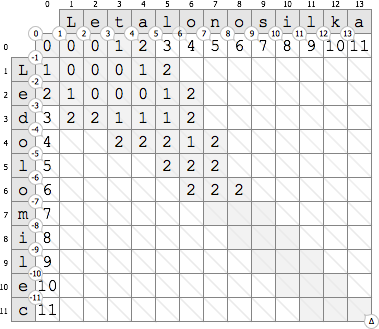 0 1 2 3 4 5 6 7 8 9 10 11 12 13
L e t a l o n o s i l k a
0 1 2 3 4 5 6 7 8 9 10 11 12 13
0 0 0 0 1 2 3 4 5 6 7 8 9 10 11
-1
1 L 1 0 0 0 1 2
-2
2 e 2 1 0 0 0 1 2
-3
3 d 3 2 2 1 1 1 2
-4
4 o 4 2 2 2 1 2
-5
5 l 5 2 2 2
-6
6 o 6 2 2 2
-7
7 m 7
-8
8 i 8
-9
9 l 9
-10
10 e 10
-11
11 c 11
Δ